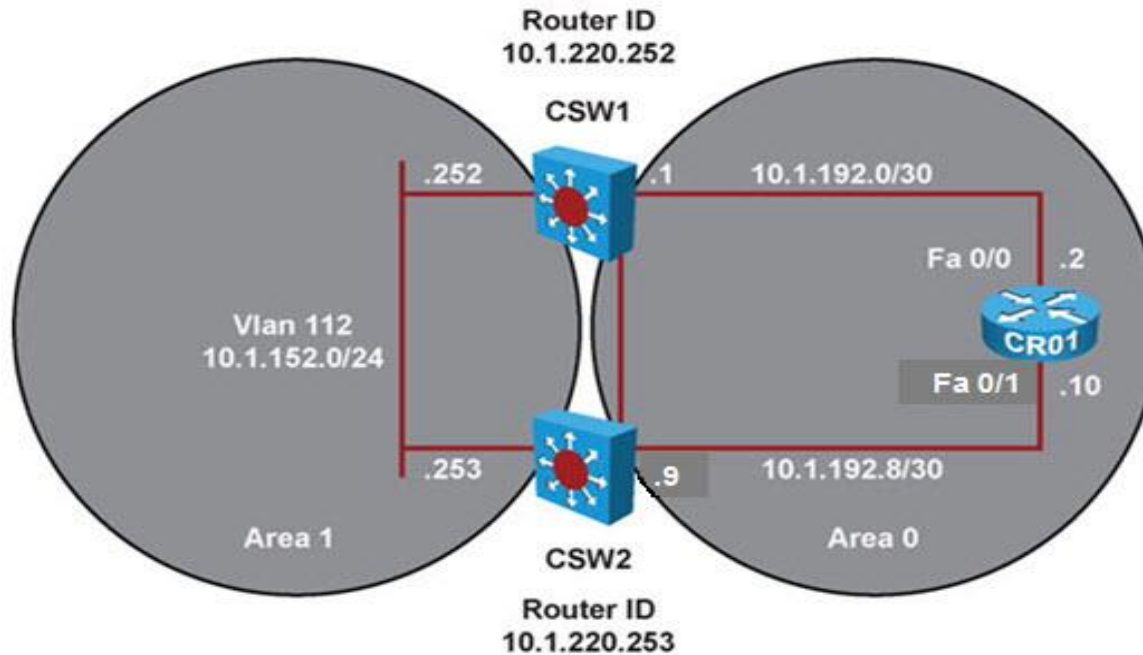 Router ID
10.1.220.252
CSW1
.252
.1
10.1.192.0/30
Fa 0/0
.2
Vlan 112
10.1.152.0/24
CR01
Fa 0/1
.10
.253
.9
10.1.192.8/30
Area 1
Area 0
CSW2
Router ID
10.1.220.253